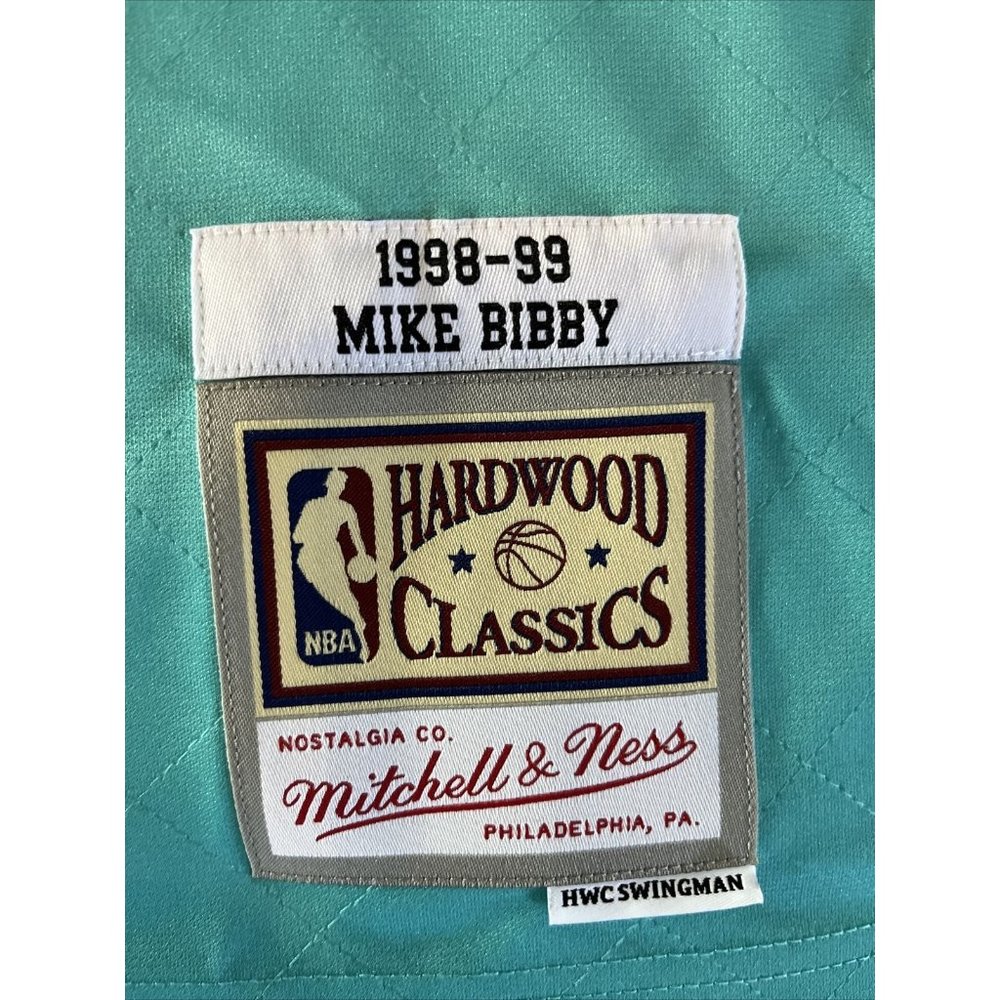 1998-99
MIKE BIBBY
HARDWOOD
CLASSICS
NBA
NOSTALGIA CO.
Mitchell & Ness
PHILADELPHIA, PA.
HWC SWINGMAN